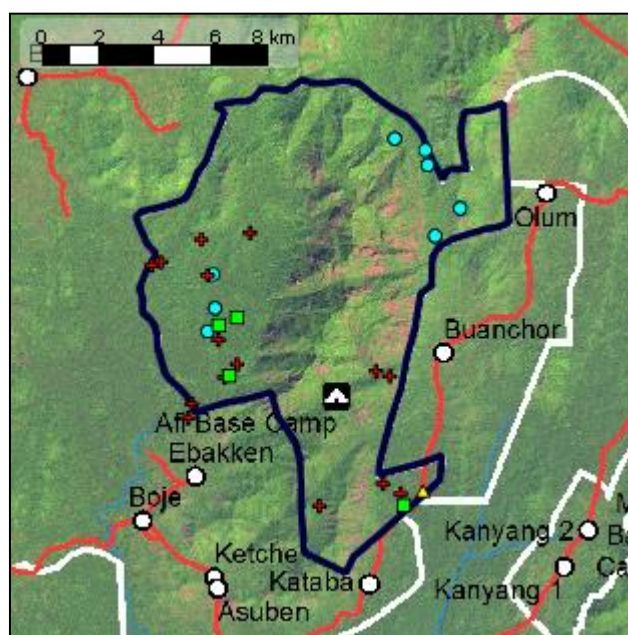 0 2 4 6 8 km
Olum
Buanchor
Afi Base Camp
Ebakken
Boje
Kanyang 2
Ketche
Kataba
Kanyang 1
Asuben